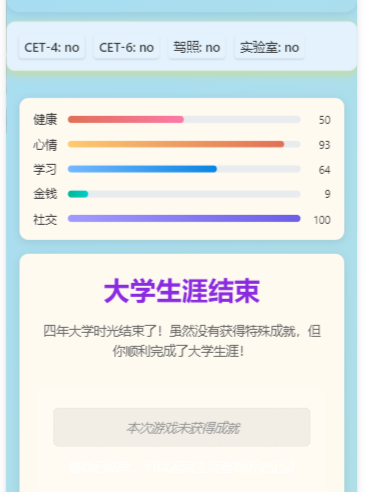 CET-4: no CET-6: no 驾照: no 实验室: no
健康 50
心情 93
学习 64
金钱 9
社交 100
大学生涯结束
四年大学时光结束了！虽然没有获得特殊成就，但
你顺利完成了大学生涯！
本次游戏未获得成就